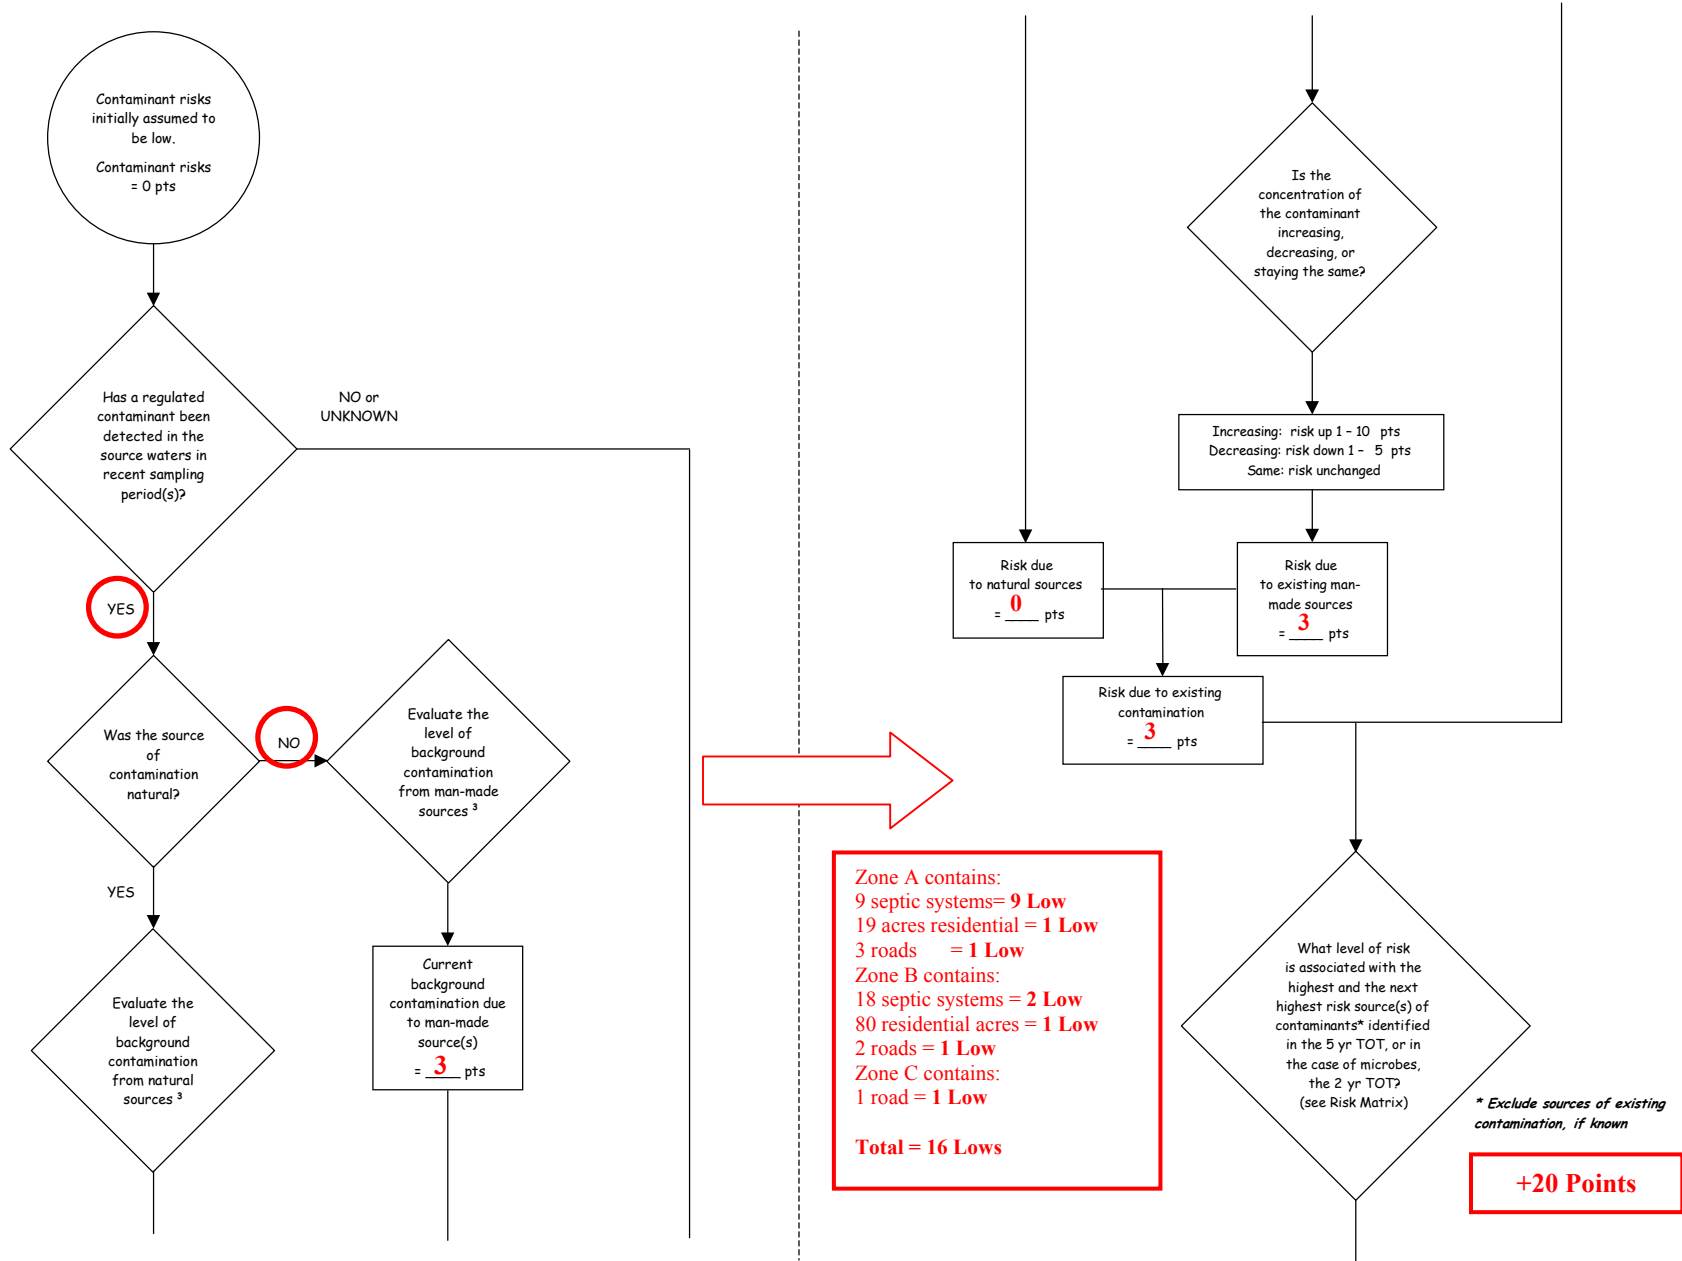 Contaminant risks
initially assumed to
be low.
Contaminant risks
= 0 pts
Has a regulated
contaminant been
detected in the
source waters in
recent sampling
period(s)?
NO or
UNKNOWN
YES
Was the source
of
contamination
natural?
NO
Evaluate the
level of
background
contamination
from man-made
sources ³
YES
Evaluate the
level of
background
contamination
from natural
sources ³
Current
background
contamination due
to man-made
source(s)
= 3 pts
Is the
concentration of
the contaminant
increasing,
decreasing, or
staying the same?
Increasing: risk up 1 – 10 pts
Decreasing: risk down 1 – 5 pts
Same: risk unchanged
Risk due
to natural sources
= 0 pts
Risk due
to existing man-
made sources
= 3 pts
Risk due to existing
contamination
= 3 pts
Zone A contains:
9 septic systems= 9 Low
19 acres residential = 1 Low
3 roads = 1 Low
Zone B contains:
18 septic systems = 2 Low
80 residential acres = 1 Low
2 roads = 1 Low
Zone C contains:
1 road = 1 Low
Total = 16 Lows
What level of risk
is associated with the
highest and the next
highest risk source(s) of
contaminants* identified
in the 5 yr TOT, or in
the case of microbes,
the 2 yr TOT?
(see Risk Matrix)
* Exclude sources of existing
contamination, if known
+20 Points